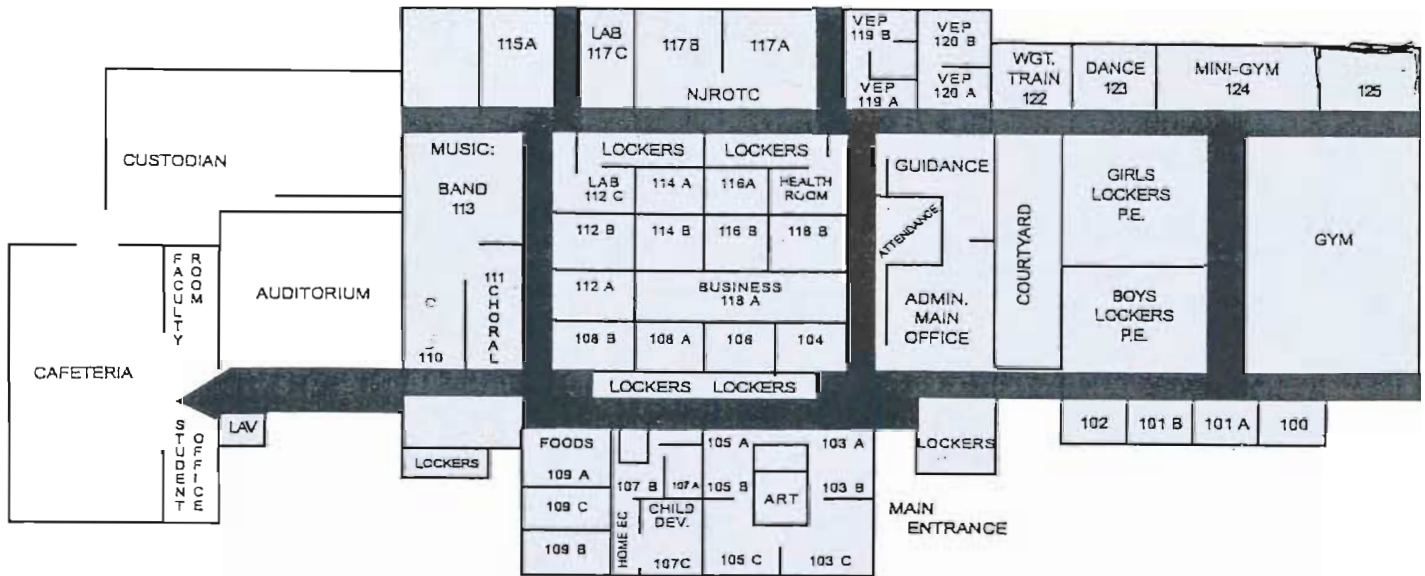 115A
LAB
117C
117B
117A
NJROTC
VEP
119 B
VEP
120 B
VEP
119 A
VEP
120 A
WGT.
TRAIN
122
DANCE
123
MINI-GYM
124
125
CUSTODIAN
MUSIC:
BAND
113
LOCKERS
LOCKERS
LAB
112 C
114 A
116A
HEALTH
ROOM
112 B
114 B
116 B
118 B
112 A
BUSINESS
118 A
108 B
108 A
106
104
LOCKERS
LOCKERS
GUIDANCE
ATTENDANCE
ADMIN.
MAIN
OFFICE
COURTYARD
GIRLS
LOCKERS
P.E.
BOYS
LOCKERS
P.E.
GYM
FACULTY
ROOM
AUDITORIUM
111
CHORAL
110
CAFETERIA
STUDENT
OFFICE
LAV
LOCKERS
FOODS
109 A
109 C
109 B
HOME EC
107 B
107 A
CHILD
DEV.
107C
105 A
105 B
105 C
ART
103 A
103 B
103 C
LOCKERS
MAIN
ENTRANCE
102
101 B
101 A
100